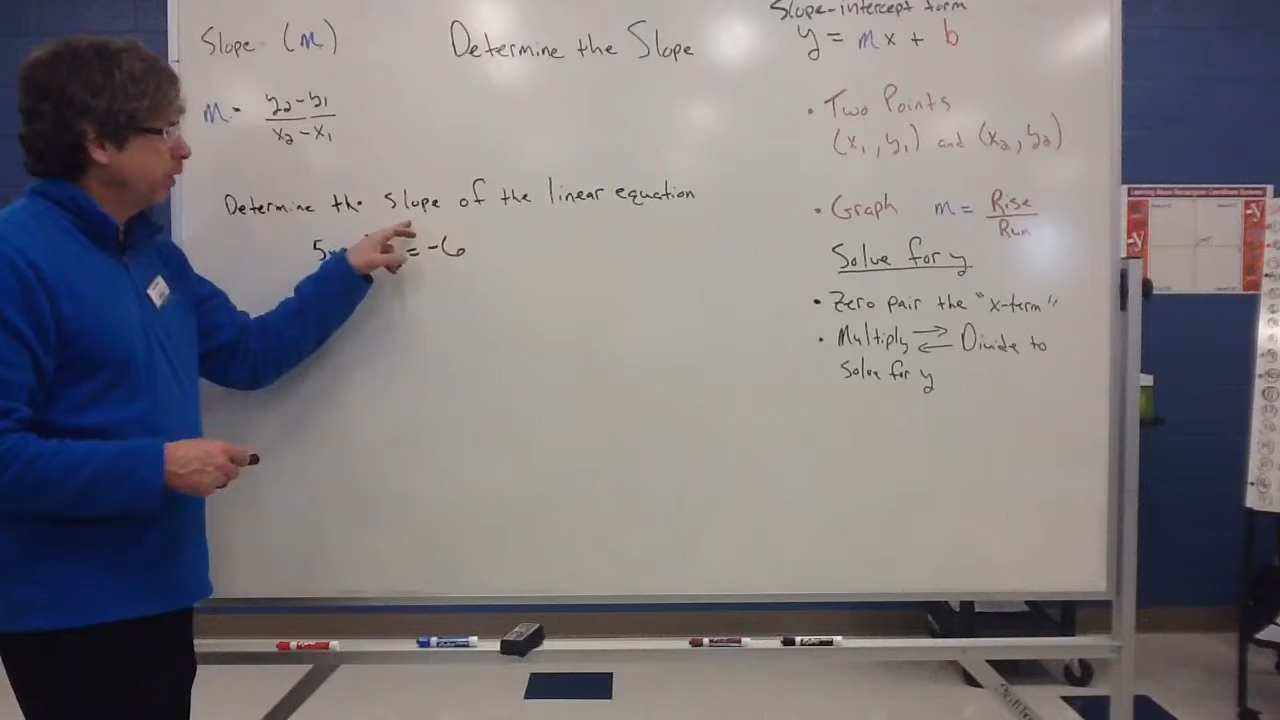 Slope (m)
m = y₂-y₁ / x₂-x₁
Determine the Slope
Slope-intercept form
y = mx + b
Determine the slope of the linear equation
5 = -6
• Two Points
(x₁, y₁) and (x₂, y₂)
• Graph m = Rise / Run
Solve for y
• Zero pair the "x-term"
• Multiply ⇄ Divide to
Solve for y
-y
-y